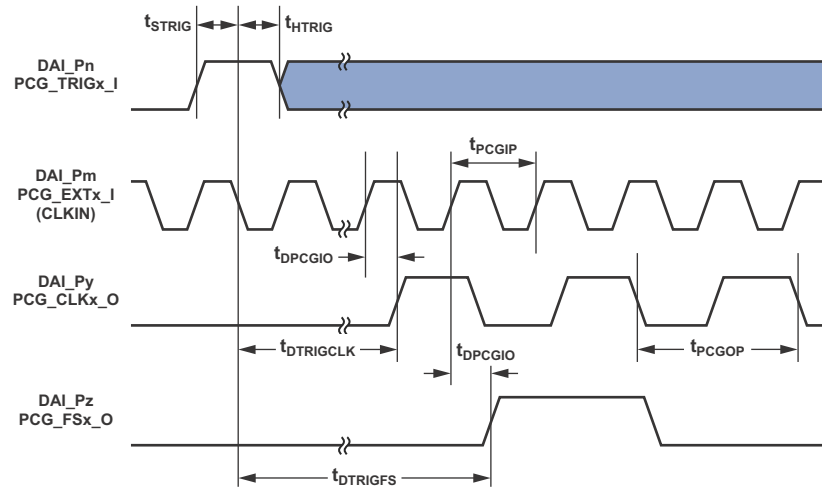 tSTRIG
tHTRIG
DAI_Pn
PCG_TRIGx_I
tPCGIP
DAI_Pm
PCG_EXTx_I
(CLKIN)
tDPCGIO
DAI_Py
PCG_CLKx_O
tDTRIGCLK
tDPCGIO
tPCGOP
DAI_Pz
PCG_FSx_O
tDTRIGFS